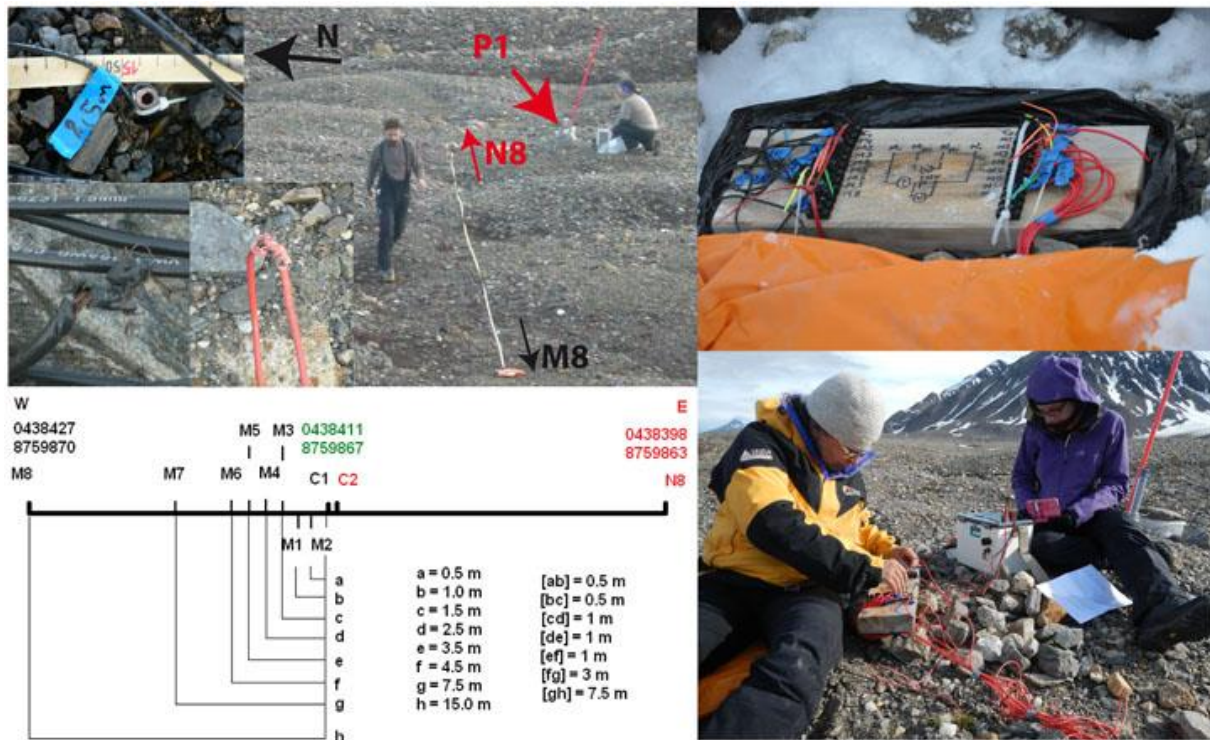 N
P1
N8
M8
15
50
W
0438427
8759870
M8
M7
M6
M5
M4
M3
0438411
8759867
C1
C2
E
0438398
8759863
N8
M1
M2
a
b
c
d
e
f
g
h
a = 0.5 m
b = 1.0 m
c = 1.5 m
d = 2.5 m
e = 3.5 m
f = 4.5 m
g = 7.5 m
h = 15.0 m
[ab] = 0.5 m
[bc] = 0.5 m
[cd] = 1 m
[de] = 1 m
[ef] = 1 m
[fg] = 3 m
[gh] = 7.5 m